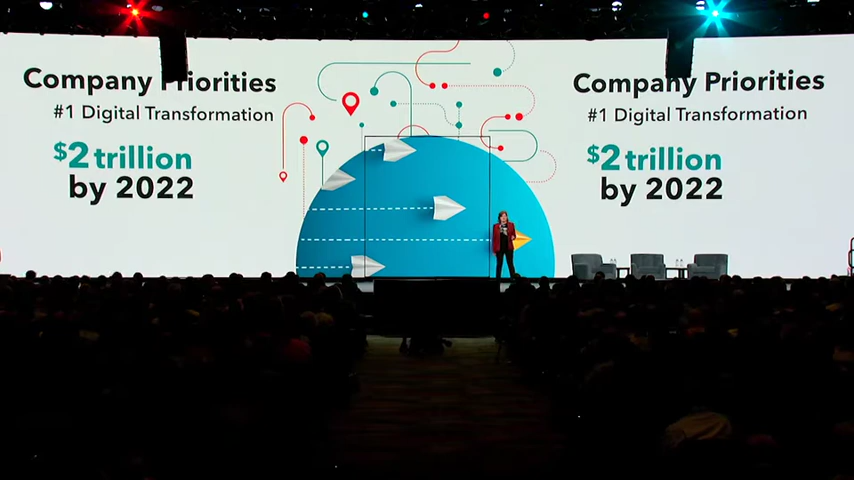 Company Priorities
#1 Digital Transformation
$2 trillion
by 2022
Company Priorities
#1 Digital Transformation
$2 trillion
by 2022